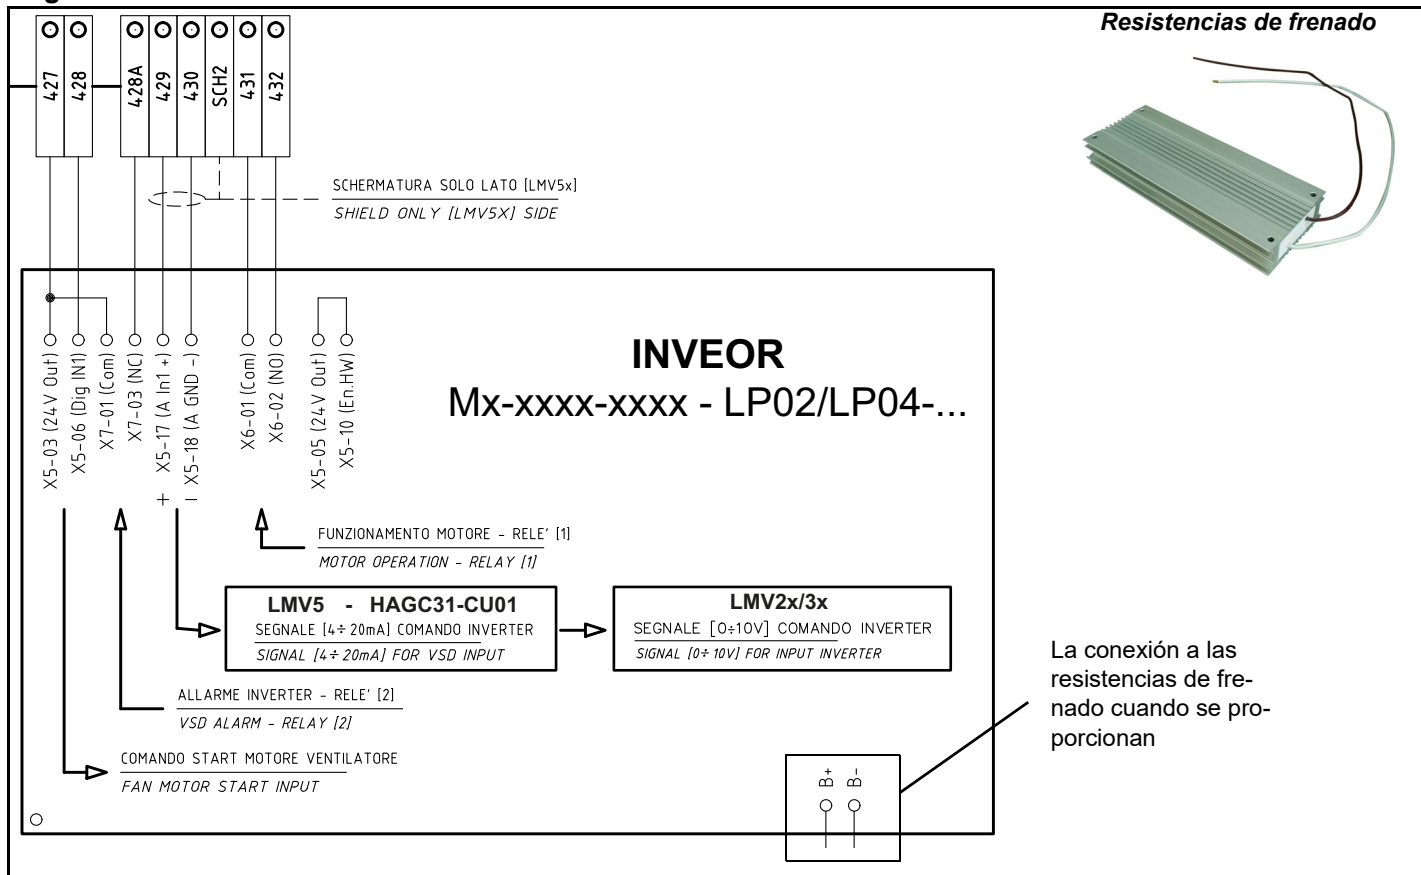 Resistencias de frenado
427
428
428A
429
430
SCH2
431
432
SCHERMATURA SOLO LATO [LMV5x]
SHIELD ONLY [LMV5X] SIDE
X5-03 (24V Out)
X5-06 (Dig IN1)
X7-01 (Com)
X7-03 (NC)
+ X5-17 (A In1 +)
– X5-18 (A GND -)
X6-01 (Com)
X6-02 (NO)
X5-05 (24V Out)
X5-10 (En.HW)
INVEOR
Mx-xxxx-xxxx - LP02/LP04-...
FUNZIONAMENTO MOTORE - RELE' [1]
MOTOR OPERATION - RELAY [1]
LMV5 - HAGC31-CU01
SEGNALE [4÷20mA] COMANDO INVERTER
SIGNAL [4÷20mA] FOR VSD INPUT
LMV2x/3x
SEGNALE [0÷10V] COMANDO INVERTER
SIGNAL [0÷10V] FOR INPUT INVERTER
ALLARME INVERTER - RELE' [2]
VSD ALARM - RELAY [2]
COMANDO START MOTORE VENTILATORE
FAN MOTOR START INPUT
B+
B-
La conexión a las
resistencias de fre-
nado cuando se pro-
porcionan